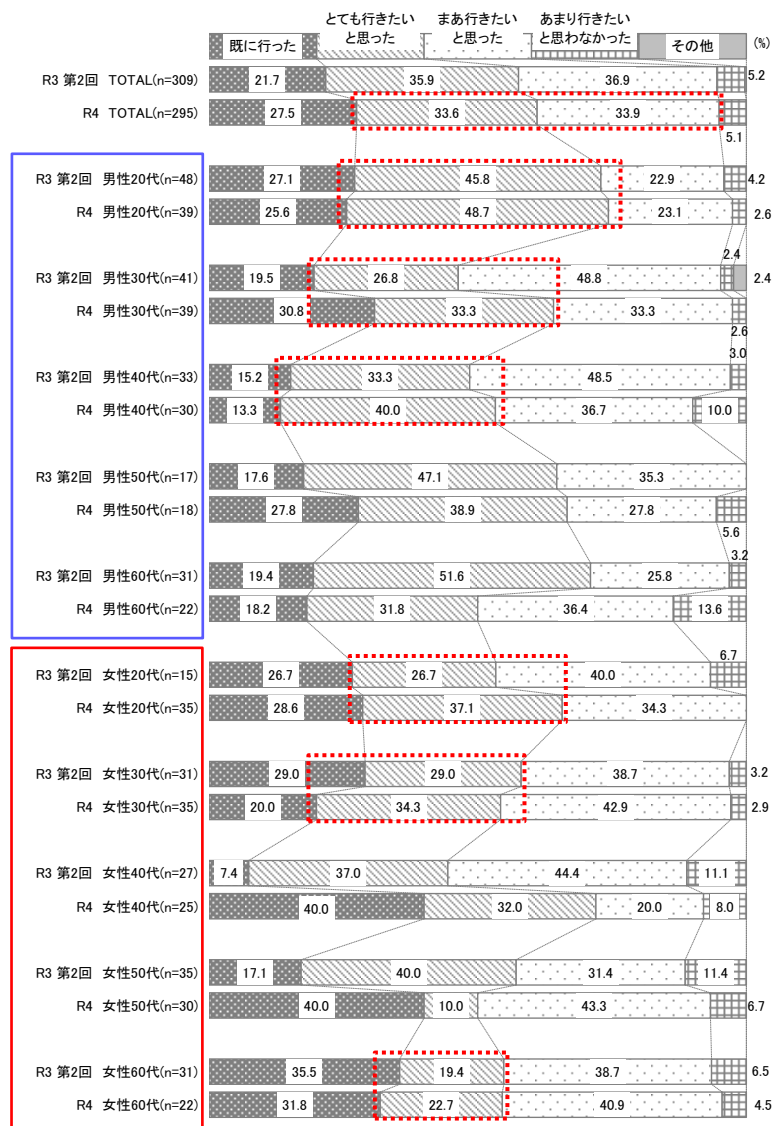 とても行きたい
と思った
まあ行きたい
と思った
あまり行きたい
と思わなかった
既に行った
その他
(%)
R3 第2回 TOTAL(n=309)
21.7 35.9 36.9 5.2
R4 TOTAL(n=295)
27.5 33.6 33.9 5.1
R3 第2回 男性20代(n=48)
27.1 45.8 22.9 4.2
R4 男性20代(n=39)
25.6 48.7 23.1 2.6
R3 第2回 男性30代(n=41)
19.5 26.8 48.8 2.4 2.4
R4 男性30代(n=39)
30.8 33.3 33.3 2.6
R3 第2回 男性40代(n=33)
15.2 33.3 48.5 3.0
R4 男性40代(n=30)
13.3 40.0 36.7 10.0
R3 第2回 男性50代(n=17)
17.6 47.1 35.3
R4 男性50代(n=18)
27.8 38.9 27.8 5.6
R3 第2回 男性60代(n=31)
19.4 51.6 25.8 3.2
R4 男性60代(n=22)
18.2 31.8 36.4 13.6
R3 第2回 女性20代(n=15)
26.7 26.7 40.0 6.7
R4 女性20代(n=35)
28.6 37.1 34.3
R3 第2回 女性30代(n=31)
29.0 29.0 38.7 3.2
R4 女性30代(n=35)
20.0 34.3 42.9 2.9
R3 第2回 女性40代(n=27)
7.4 37.0 44.4 11.1
R4 女性40代(n=25)
40.0 32.0 20.0 8.0
R3 第2回 女性50代(n=35)
17.1 40.0 31.4 11.4
R4 女性50代(n=30)
40.0 10.0 43.3 6.7
R3 第2回 女性60代(n=31)
35.5 19.4 38.7 6.5
R4 女性60代(n=22)
31.8 22.7 40.9 4.5